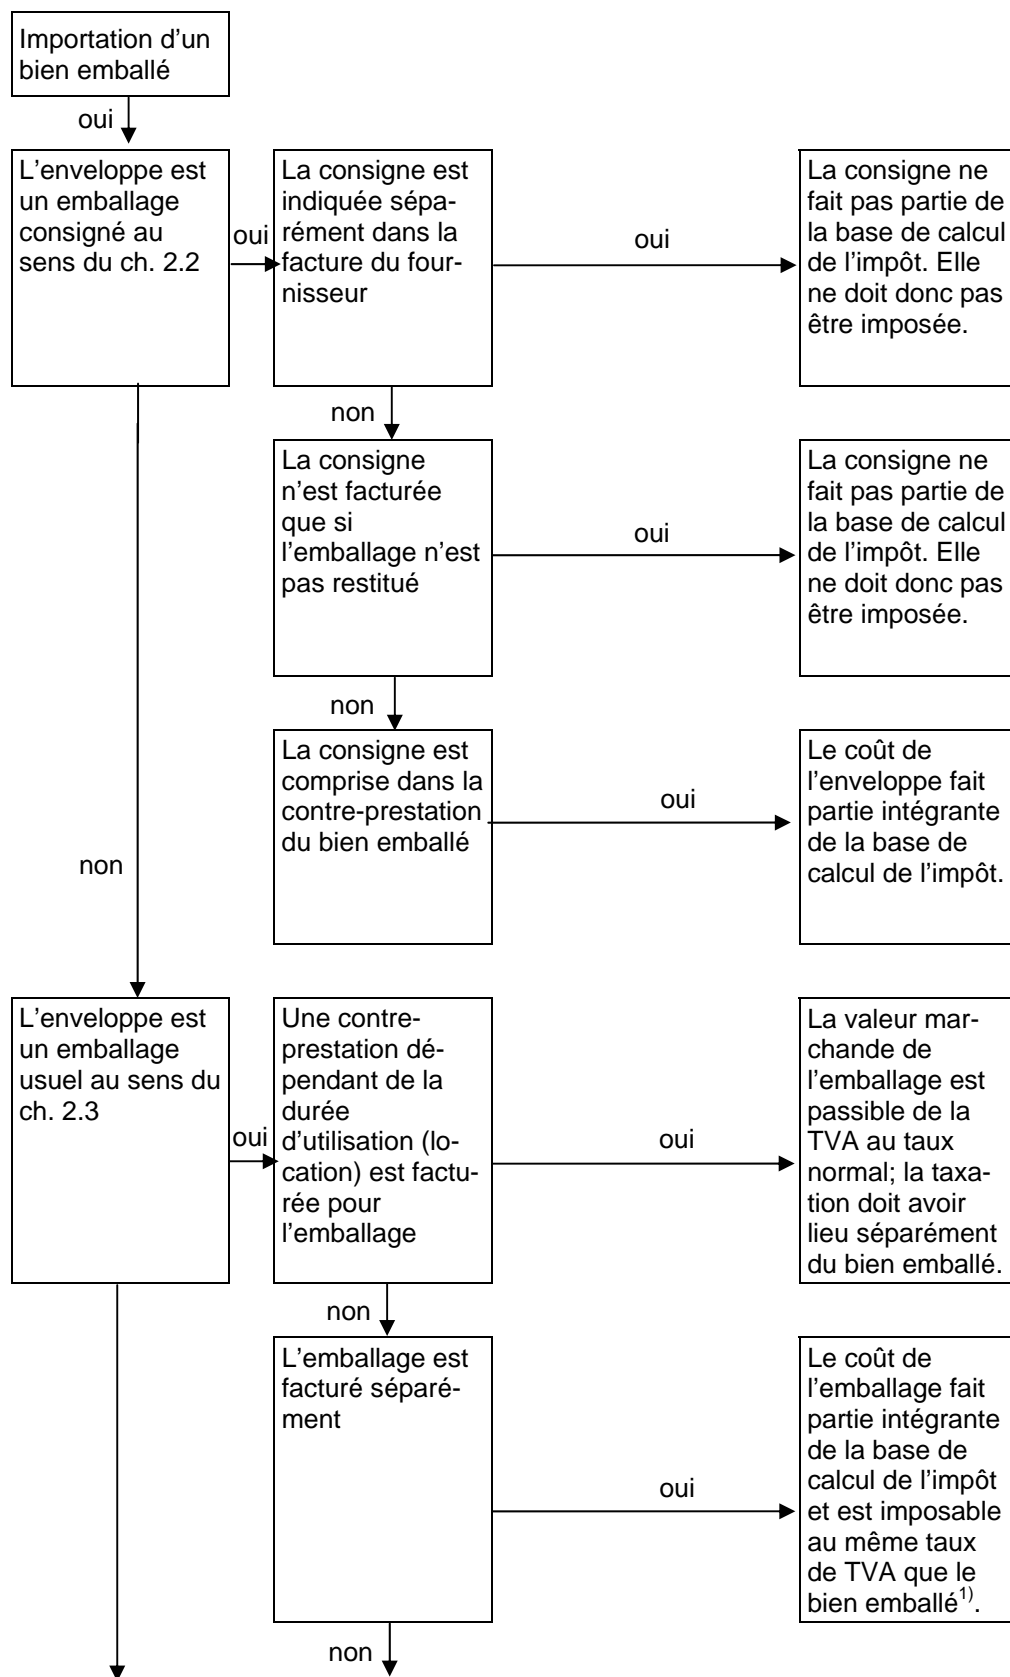 Importation d'un
bien emballé
oui
L'enveloppe est
un emballage
consigné au
sens du ch. 2.2
oui
La consigne est
indiquée sépa-
rément dans la
facture du four-
nisseur
oui
La consigne ne
fait pas partie de
la base de calcul
de l'impôt. Elle
ne doit donc pas
être imposée.
non
La consigne
n'est facturée
que si
l'emballage n'est
pas restitué
oui
La consigne ne
fait pas partie de
la base de calcul
de l'impôt. Elle
ne doit donc pas
être imposée.
non
La consigne est
comprise dans la
contre-prestation
du bien emballé
oui
Le coût de
l'enveloppe fait
partie intégrante
de la base de
calcul de l'impôt.
non
L'enveloppe est
un emballage
usuel au sens du
ch. 2.3
oui
Une contre-
prestation dé-
pendant de la
durée
d'utilisation (lo-
cation) est factu-
rée pour
l'emballage
oui
La valeur mar-
chande de
l'emballage est
passible de la
TVA au taux
normal; la taxa-
tion doit avoir
lieu séparément
du bien emballé.
non
L'emballage est
facturé séparé-
ment
oui
Le coût de
l'emballage fait
partie intégrante
de la base de
calcul de l'impôt
et est imposable
au même taux
de TVA que le
bien emballé1).
non